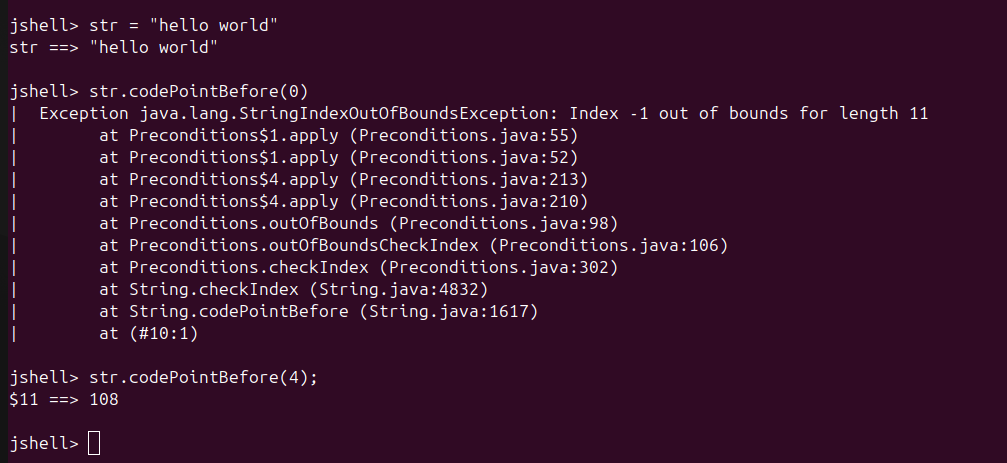 jshell> str = "hello world"
str ==> "hello world"
jshell> str.codePointBefore(0)
|  Exception java.lang.StringIndexOutOfBoundsException: Index -1 out of bounds for length 11
|        at Preconditions$1.apply (Preconditions.java:55)
|        at Preconditions$1.apply (Preconditions.java:52)
|        at Preconditions$4.apply (Preconditions.java:213)
|        at Preconditions$4.apply (Preconditions.java:210)
|        at Preconditions.outOfBounds (Preconditions.java:98)
|        at Preconditions.outOfBoundsCheckIndex (Preconditions.java:106)
|        at Preconditions.checkIndex (Preconditions.java:302)
|        at String.checkIndex (String.java:4832)
|        at String.codePointBefore (String.java:1617)
|        at (#10:1)
jshell> str.codePointBefore(4);
$11 ==> 108
jshell>